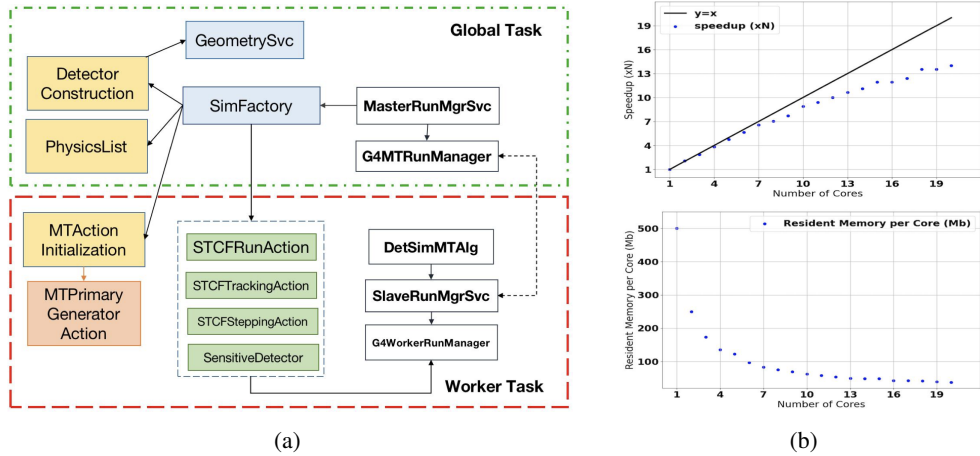 Global Task
GeometrySvc
Detector
Construction
SimFactory
MasterRunMgrSvc
PhysicsList
G4MTRunManager
MTAction
Initialization
MTPrimary
Generator
Action
STCFRunAction
STCFTrackingAction
STCFSteppingAction
SensitiveDetector
DetSimMTAlg
SlaveRunMgrSvc
G4WorkerRunManager
Worker Task
(a)
y=x
speedup (xN)
Speedup (xN)
19
16
13
10
7
4
1
1 4 7 10 13 16 19
Number of Cores
Resident Memory per Core (Mb)
Resident Memory per Core (Mb)
500
400
300
200
100
1 4 7 10 13 16 19
Number of Cores
(b)